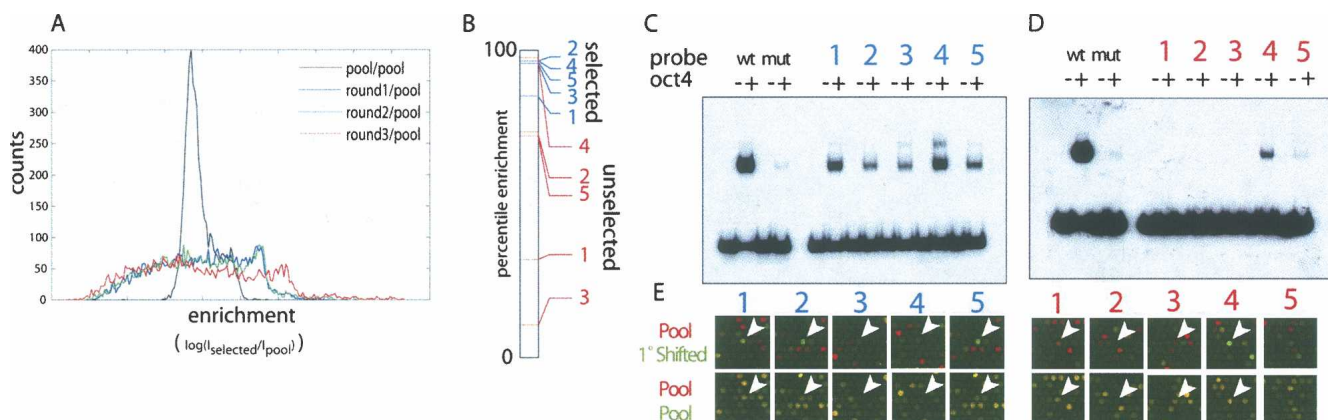 A
400
350
300
250
200
150
100
50
0
counts
pool/pool
round1/pool
round2/pool
round3/pool
enrichment
( log(Iselected/Ipool) )
B
100
0
percentile enrichment
2
4
5
3
1
selected
4
2
5
1
3
unselected
C
probe wt mut 1 2 3 4 5
oct4 -+ -+ -+ -+ -+ -+ -+
D
wt mut 1 2 3 4 5
-+ -+ -+ -+ -+ -+ -+
E
1 2 3 4 5 1 2 3 4 5
Pool
1° Shifted
Pool
Pool